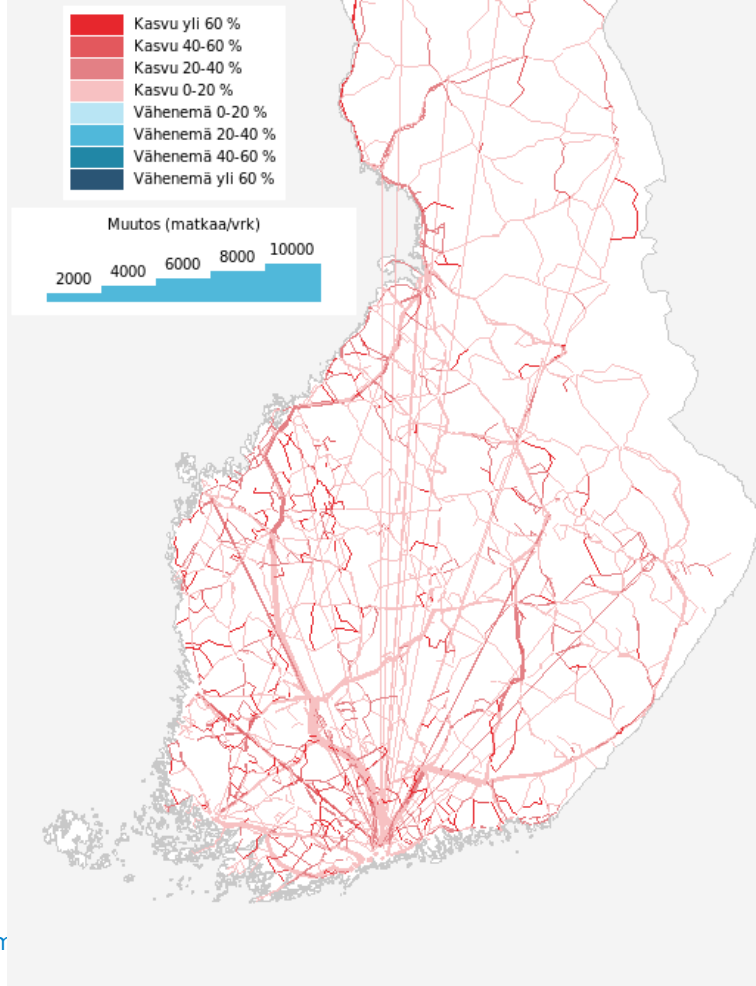 Kasvu yli 60 %
Kasvu 40-60 %
Kasvu 20-40 %
Kasvu 0-20 %
Vähenemä 0-20 %
Vähenemä 20-40 %
Vähenemä 40-60 %
Vähenemä yli 60 %
Muutos (matkaa/vrk)
2000 4000 6000 8000 10000